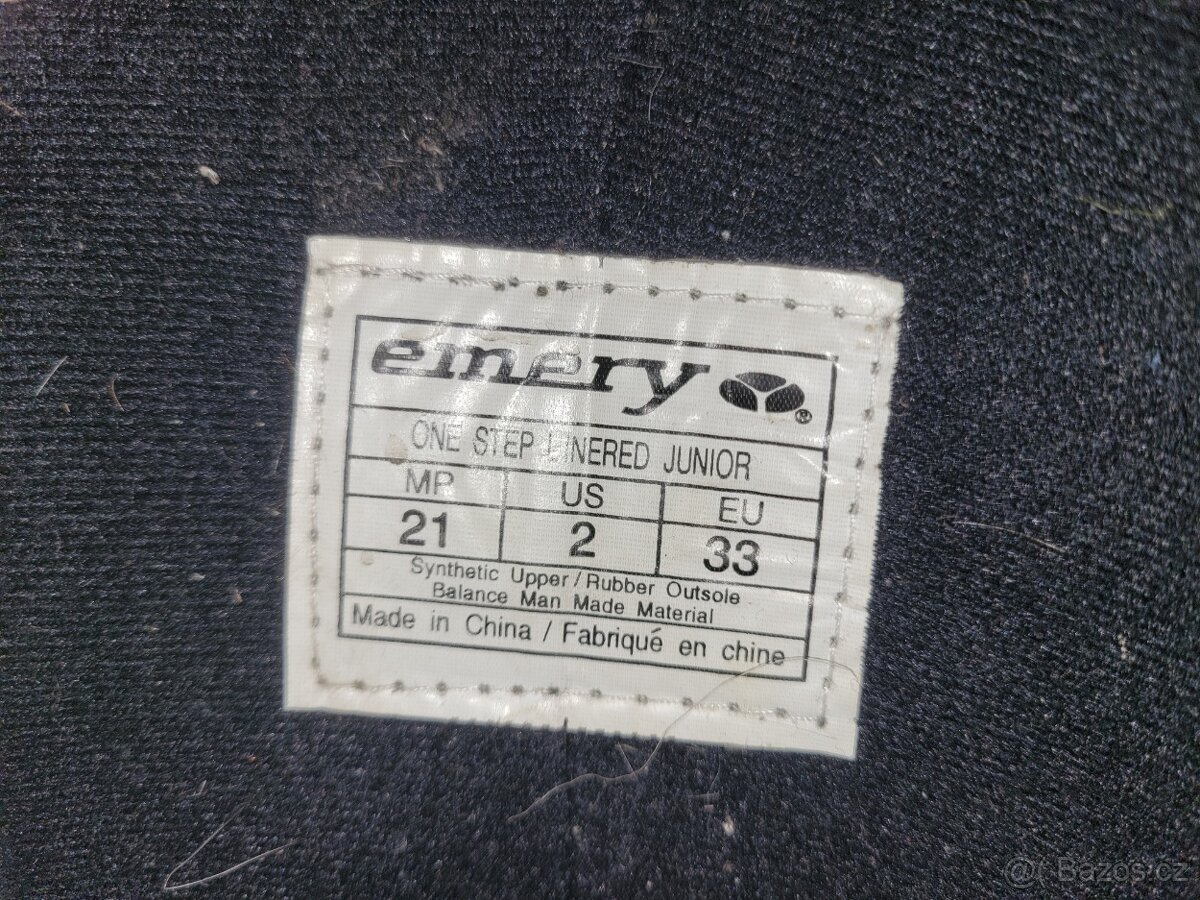 emery ®
ONE STEP LINERED JUNIOR
MP US EU
21 2 33
Synthetic Upper / Rubber Outsole
Balance Man Made Material
Made in China / Fabriqué en chine
Bazos.cz